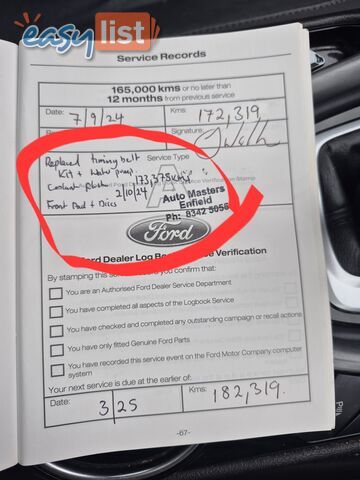 easylist
Service Records
165,000 kms or no later than
12 months from previous service
Date: 7/9/24 Kms: 172,319
Signature:
Replaced timing belt Service Type
Kit + Water pump.
Coolant flush 173,375kms
2/10/24
Front Pad + Discs
A
Auto Masters
Enfield
Ph: 8342 5055
Ford
Ford Dealer Log Book Service Verification
By stamping this service record you confirm that:
You are an Authorised Ford Dealer Service Department
You have completed all aspects of the Logbook Service
You have checked and completed any outstanding campaign or recall actions
You have only fitted Genuine Ford Parts
You have recorded this service event on the Ford Motor Company computer
system
Your next service is due at the earlier of:
Date: 3/25 Kms: 182,319.
-67-